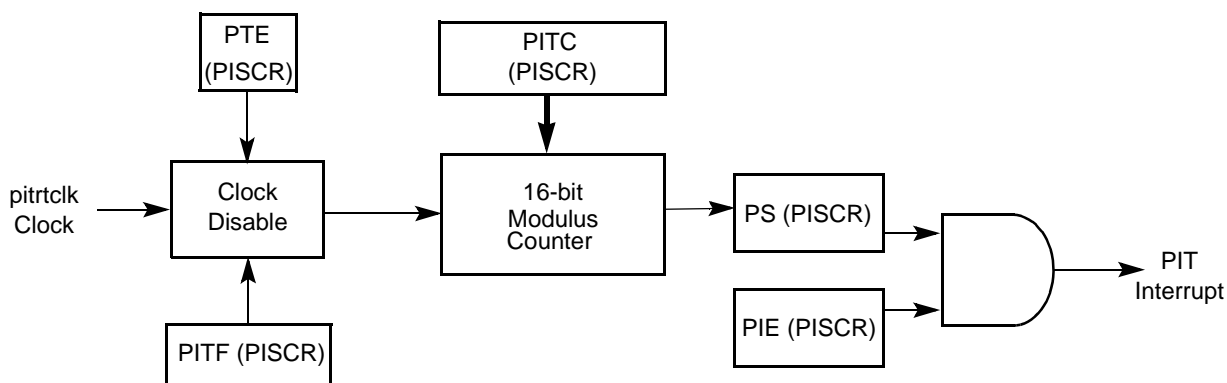 PTE
(PISCR)
PITC
(PISCR)
pitrtclk
Clock
Clock
Disable
16-bit
Modulus
Counter
PS (PISCR)
PIE (PISCR)
PIT
Interrupt
PITF (PISCR)